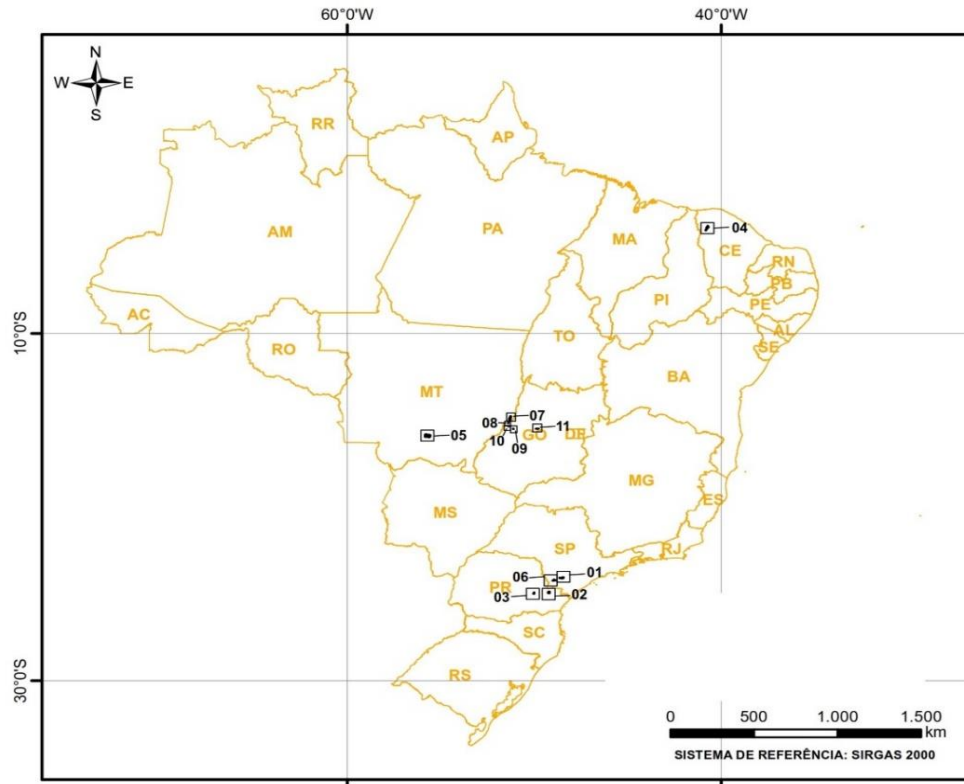 60°0'W 40°0'W
N
W E
S
RR
AP
AM
PA
MA
04
CE
RN
PB
PI
PE
AC
AL
10°0'S
TO
SE
RO
BA
MT
07
08
11
05
GO
DF
10
09
MG
ES
MS
SP
RJ
06
01
PR
03
02
SC
RS
30°0'S
0 500 1.000 1.500
km
SISTEMA DE REFERÊNCIA: SIRGAS 2000